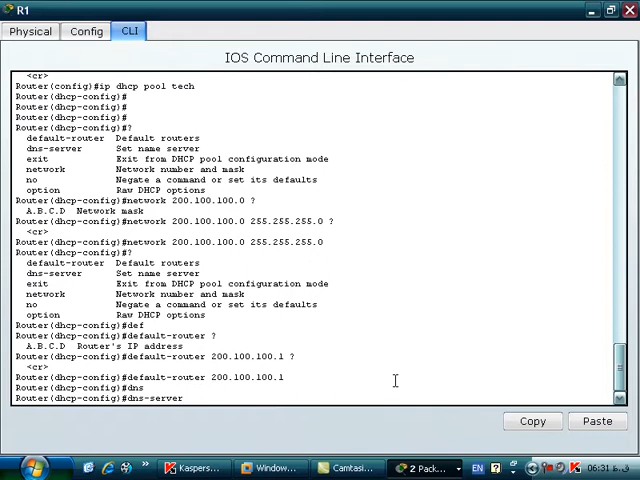 R1
Physical Config CLI
IOS Command Line Interface
<cr>
Router(config)#ip dhcp pool tech
Router(dhcp-config)#
Router(dhcp-config)#
Router(dhcp-config)#
Router(dhcp-config)#?
default-router Default routers
dns-server Set name server
exit Exit from DHCP pool configuration mode
network Network number and mask
no Negate a command or set its defaults
option Raw DHCP options
Router(dhcp-config)#network 200.100.100.0 ?
A.B.C.D Network mask
Router(dhcp-config)#network 200.100.100.0 255.255.255.0 ?
<cr>
Router(dhcp-config)#network 200.100.100.0 255.255.255.0
Router(dhcp-config)#?
default-router Default routers
dns-server Set name server
exit Exit from DHCP pool configuration mode
network Network number and mask
no Negate a command or set its defaults
option Raw DHCP options
Router(dhcp-config)#def
Router(dhcp-config)#default-router ?
A.B.C.D Router's IP address
Router(dhcp-config)#default-router 200.100.100.1 ?
<cr>
Router(dhcp-config)#default-router 200.100.100.1
Router(dhcp-config)#dns
Router(dhcp-config)#dns-server
Copy Paste
Kaspers... Window... Camtasi... 2 Pack... EN 06:31 م